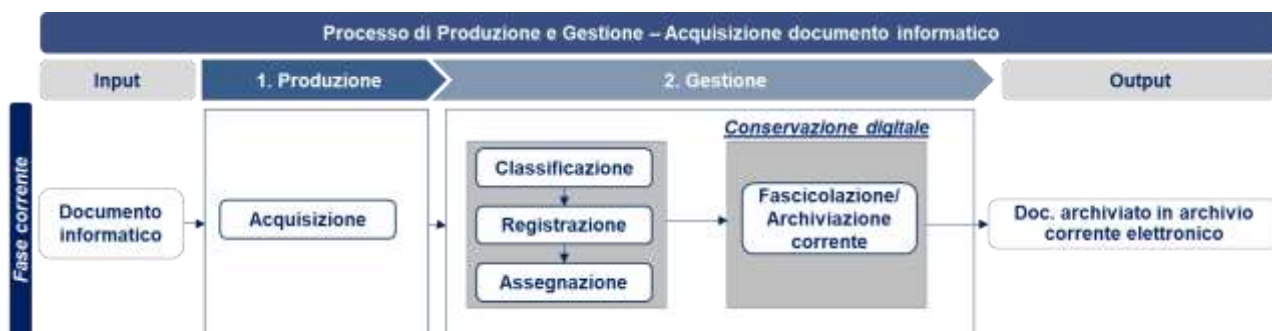 Processo di Produzione e Gestione – Acquisizione documento informatico
Input
1. Produzione
2. Gestione
Output
Fase corrente
Documento
informatico
Acquisizione
Classificazione
Registrazione
Assegnazione
Conservazione digitale
Fascicolazione/
Archiviazione
corrente
Doc. archiviato in archivio
corrente elettronico